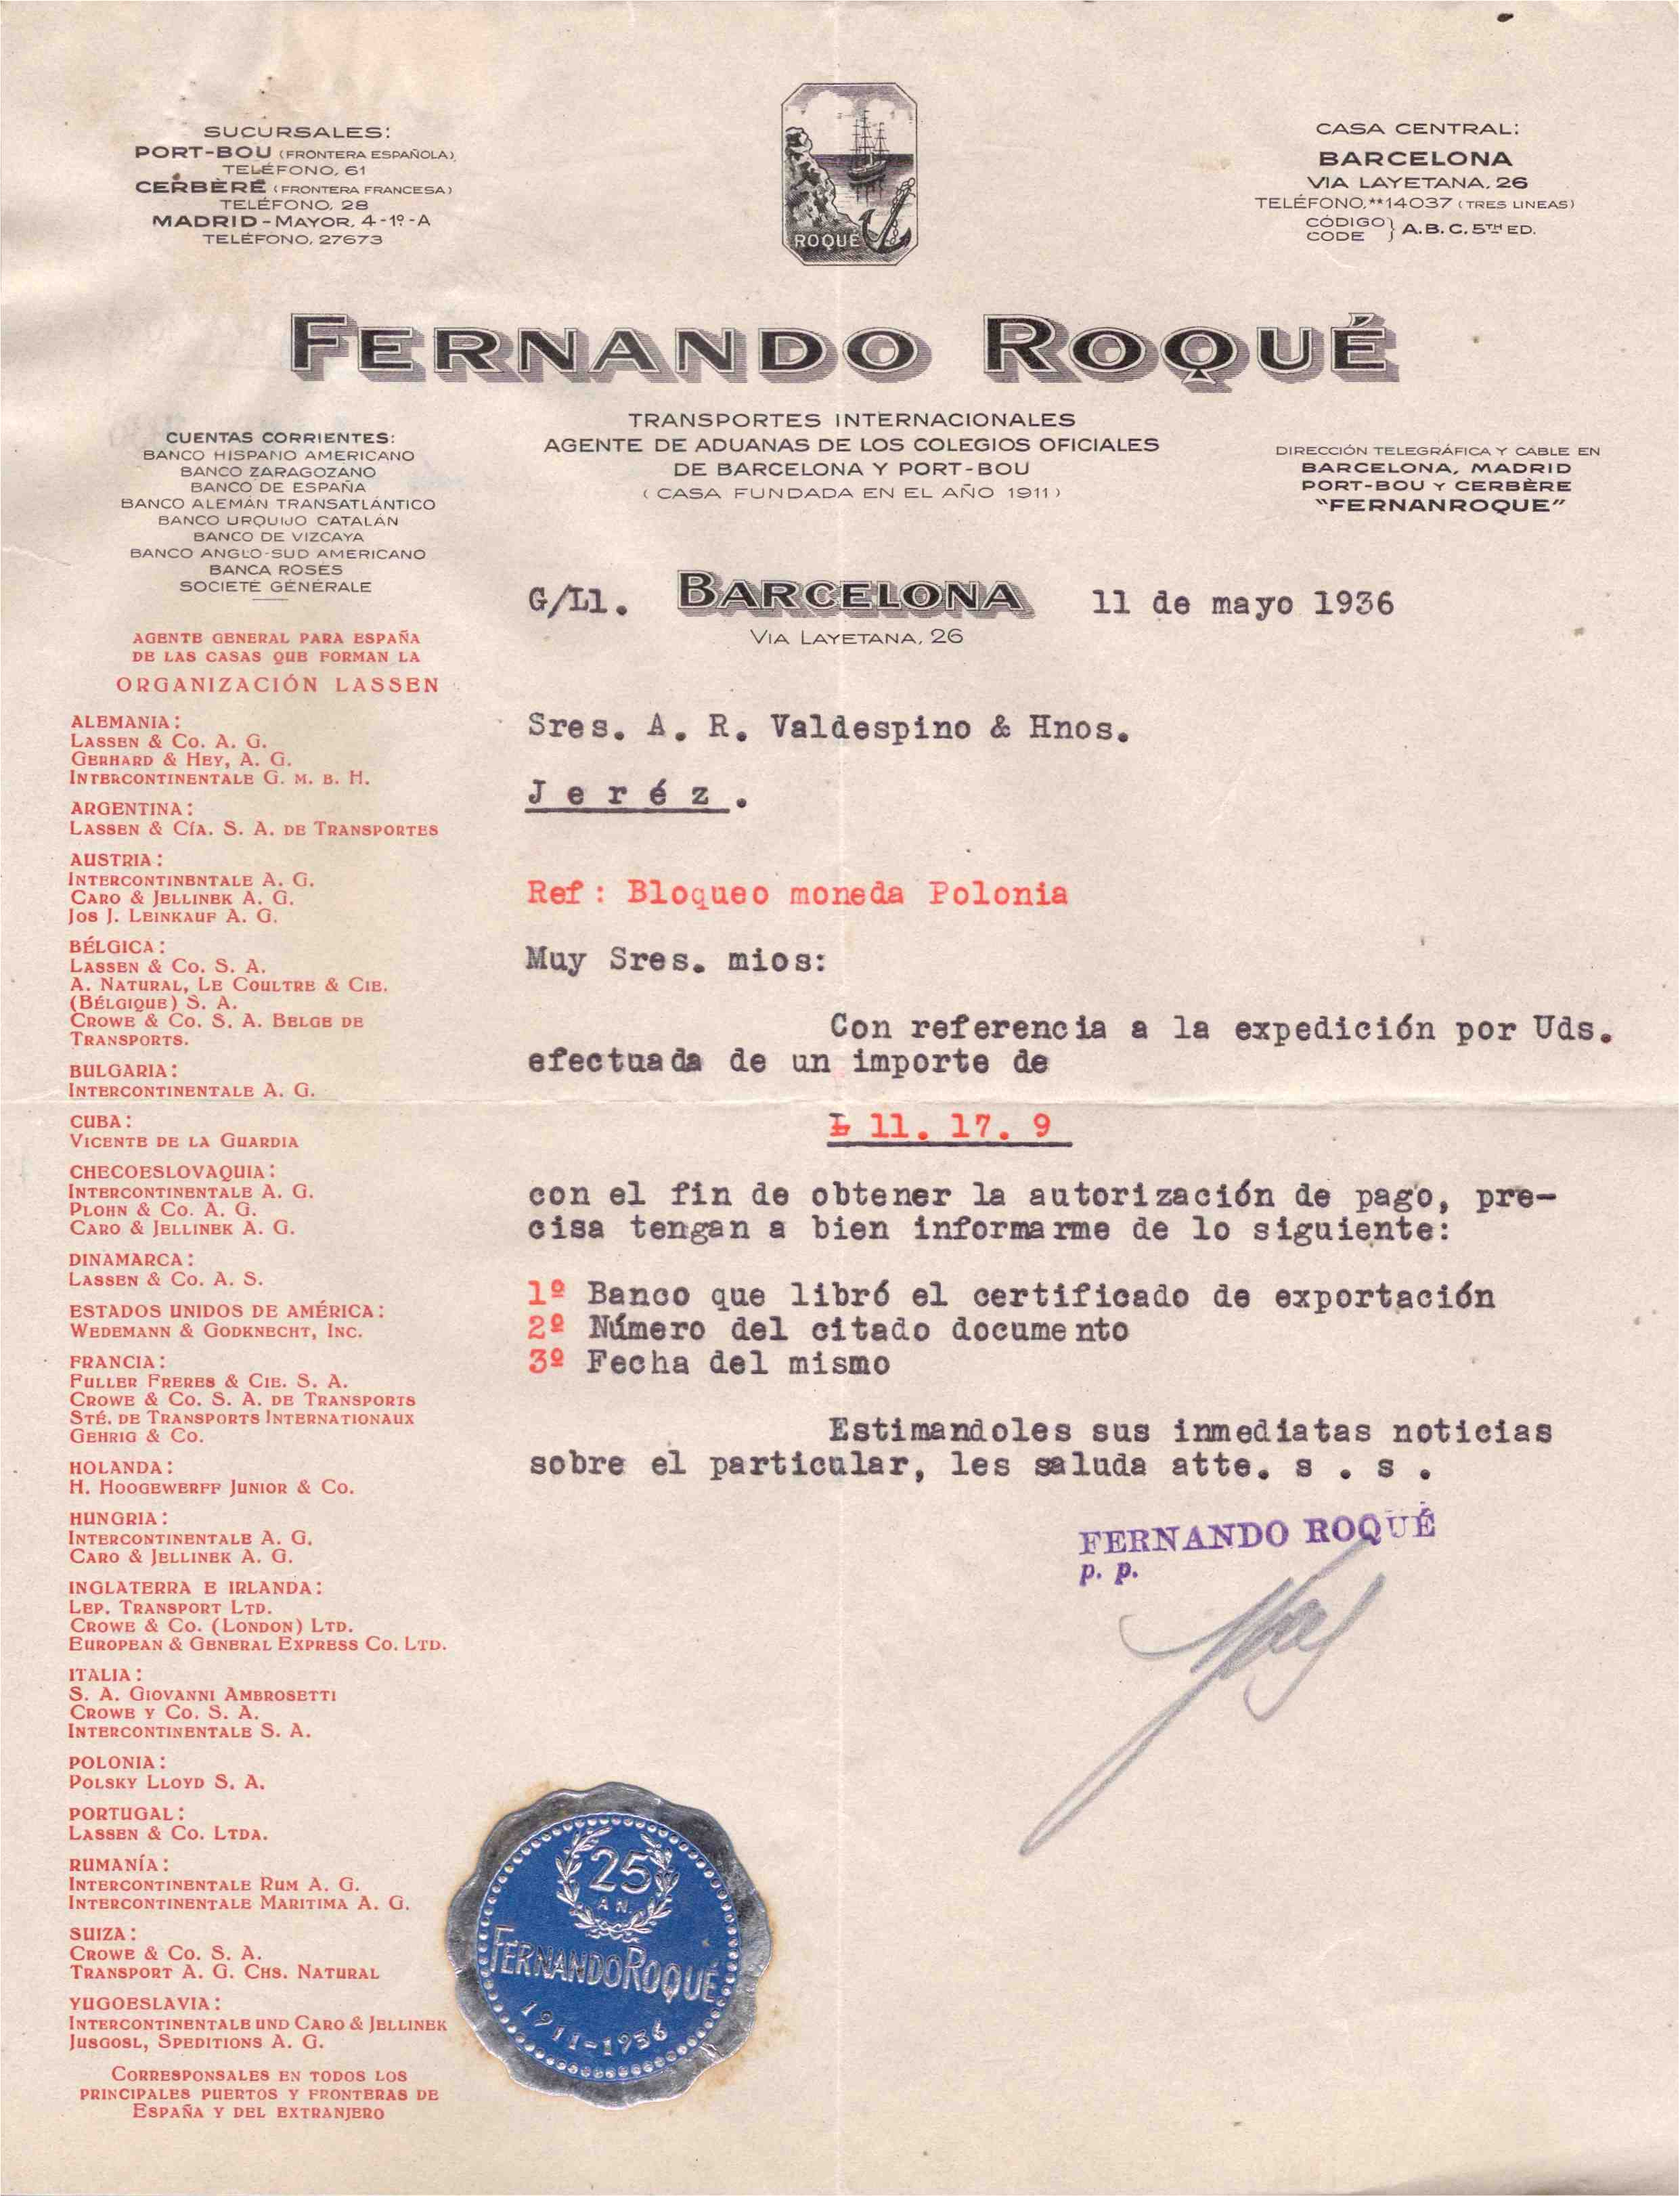 SUCURSALES:
PORT-BOU (FRONTERA ESPAÑOLA)
TELÉFONO, 61
CERBÈRE (FRONTERA FRANCESA)
TELÉFONO, 28
MADRID-MAYOR, 4-1º-A
TELÉFONO, 27673
ROQUÉ
CASA CENTRAL:
BARCELONA
VIA LAYETANA, 26
TELÉFONO, **14037 (TRES LINEAS)
CÓDIGO
CODE } A.B.C. 5TH ED.
FERNANDO ROQUÉ
TRANSPORTES INTERNACIONALES
AGENTE DE ADUANAS DE LOS COLEGIOS OFICIALES
DE BARCELONA Y PORT-BOU
(CASA FUNDADA EN EL AÑO 1911)
DIRECCIÓN TELEGRÁFICA Y CABLE EN
BARCELONA, MADRID
PORT-BOU Y CERBÈRE
"FERNANROQUE"
CUENTAS CORRIENTES:
BANCO HISPANO AMERICANO
BANCO ZARAGOZANO
BANCO DE ESPAÑA
BANCO ALEMÁN TRANSATLÁNTICO
BANCO URQUIJO CATALÁN
BANCO DE VIZCAYA
BANCO ANGLO-SUD AMERICANO
BANCA ROSÉS
SOCIETÉ GÉNÉRALE
AGENTE GENERAL PARA ESPAÑA
DE LAS CASAS QUE FORMAN LA
ORGANIZACIÓN LASSEN
ALEMANIA:
LASSEN & CO. A. G.
GERHARD & HEY, A. G.
INTERCONTINENTALE G. M. B. H.
ARGENTINA:
LASSEN & CÍA. S. A. DE TRANSPORTES
AUSTRIA:
INTERCONTINENTALE A. G.
CARO & JELLINEK A. G.
JOS J. LEINKAUF A. G.
BÉLGICA:
LASSEN & CO. S. A.
A. NATURAL, LE COULTRE & CIE.
(BÉLGIQUE) S. A.
CROWE & CO. S. A. BELGE DE
TRANSPORTS.
BULGARIA:
INTERCONTINENTALE A. G.
CUBA:
VICENTE DE LA GUARDIA
CHECOESLOVAQUIA:
INTERCONTINENTALE A. G.
PLOHN & CO. A. G.
CARO & JELLINEK A. G.
DINAMARCA:
LASSEN & CO. A. S.
ESTADOS UNIDOS DE AMÉRICA:
WEDEMANN & GODKNECHT, INC.
FRANCIA:
FULLER FRERES & CIE. S. A.
CROWE & CO. S. A. DE TRANSPORTS
STÉ. DE TRANSPORTS INTERNATIONAUX
GEHRIG & CO.
HOLANDA:
H. HOOGEWERFF JUNIOR & CO.
HUNGRIA:
INTERCONTINENTALE A. G.
CARO & JELLINEK A. G.
INGLATERRA E IRLANDA:
LEP. TRANSPORT LTD.
CROWE & CO. (LONDON) LTD.
EUROPEAN & GENERAL EXPRESS CO. LTD.
ITALIA:
S. A. GIOVANNI AMBROSETTI
CROWE Y CO. S. A.
INTERCONTINENTALE S. A.
POLONIA:
POLSKY LLOYD S. A.
PORTUGAL:
LASSEN & CO. LTDA.
RUMANÍA:
INTERCONTINENTALE RUM A. G.
INTERCONTINENTALE MARITIMA A. G.
SUIZA:
CROWE & CO. S. A.
TRANSPORT A. G. CHS. NATURAL
YUGOESLAVIA:
INTERCONTINENTALE UND CARO & JELLINEK
JUSGOSL, SPEDITIONS A. G.
CORRESPONSALES EN TODOS LOS
PRINCIPALES PUERTOS Y FRONTERAS DE
ESPAÑA Y DEL EXTRANJERO
G/Ll. BARCELONA 11 de mayo 1936
VIA LAYETANA, 26
Sres. A. R. Valdespino & Hnos.
Jeréz.
Ref: Bloqueo moneda Polonia
Muy Sres. mios:
Con referencia a la expedición por Uds.
efectuada de un importe de
£ 11. 17. 9
con el fin de obtener la autorización de pago, pre-
cisa tengan a bien informarme de lo siguiente:
1º Banco que libró el certificado de exportación
2º Número del citado documento
3º Fecha del mismo
Estimandoles sus inmediatas noticias
sobre el particular, les saluda atte. s . s .
FERNANDO ROQUÉ
p. p.
25
AN.
FERNANDO ROQUÉ
1911-1936